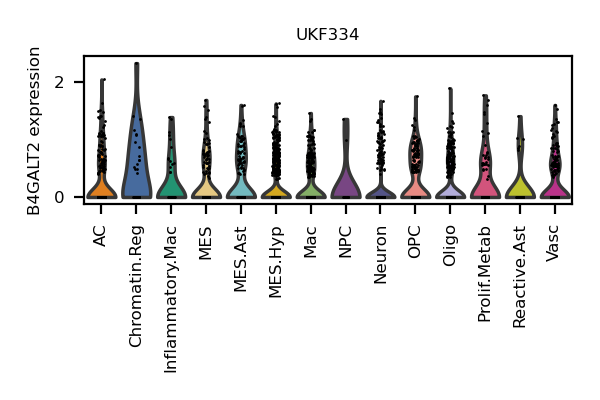 UKF334
B4GALT2 expression
2
0
AC
Chromatin.Reg
Inflammatory.Mac
MES
MES.Ast
MES.Hyp
Mac
NPC
Neuron
OPC
Oligo
Prolif.Metab
Reactive.Ast
Vasc